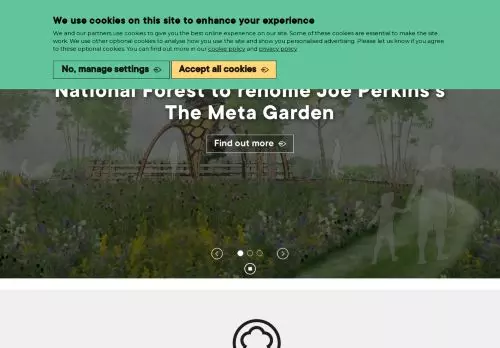 We use cookies on this site to enhance your experience
We and our partners use cookies to give you the best online experience on our site. Some of these cookies are essential to make the site
work. We use other optional cookies to analyse how you use the site and show you personalised advertising. Please let us know if you agree
to these optional cookies. You can find out more in our cookie policy and privacy policy
No, manage settings
Accept all cookies
National Forest to rehome Joe Perkins's
The Meta Garden
Find out more